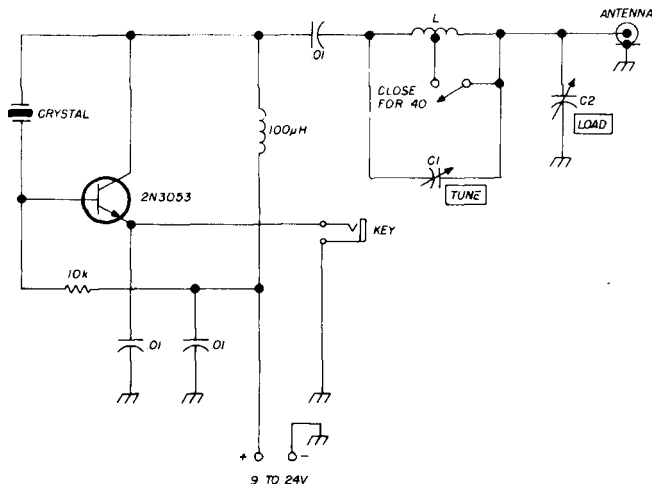 ANTENNA
L
.01
CLOSE
FOR 40
C2
LOAD
CRYSTAL
100µH
C1
TUNE
2N3053
KEY
10k
.01
.01
+
-
9 TO 24V